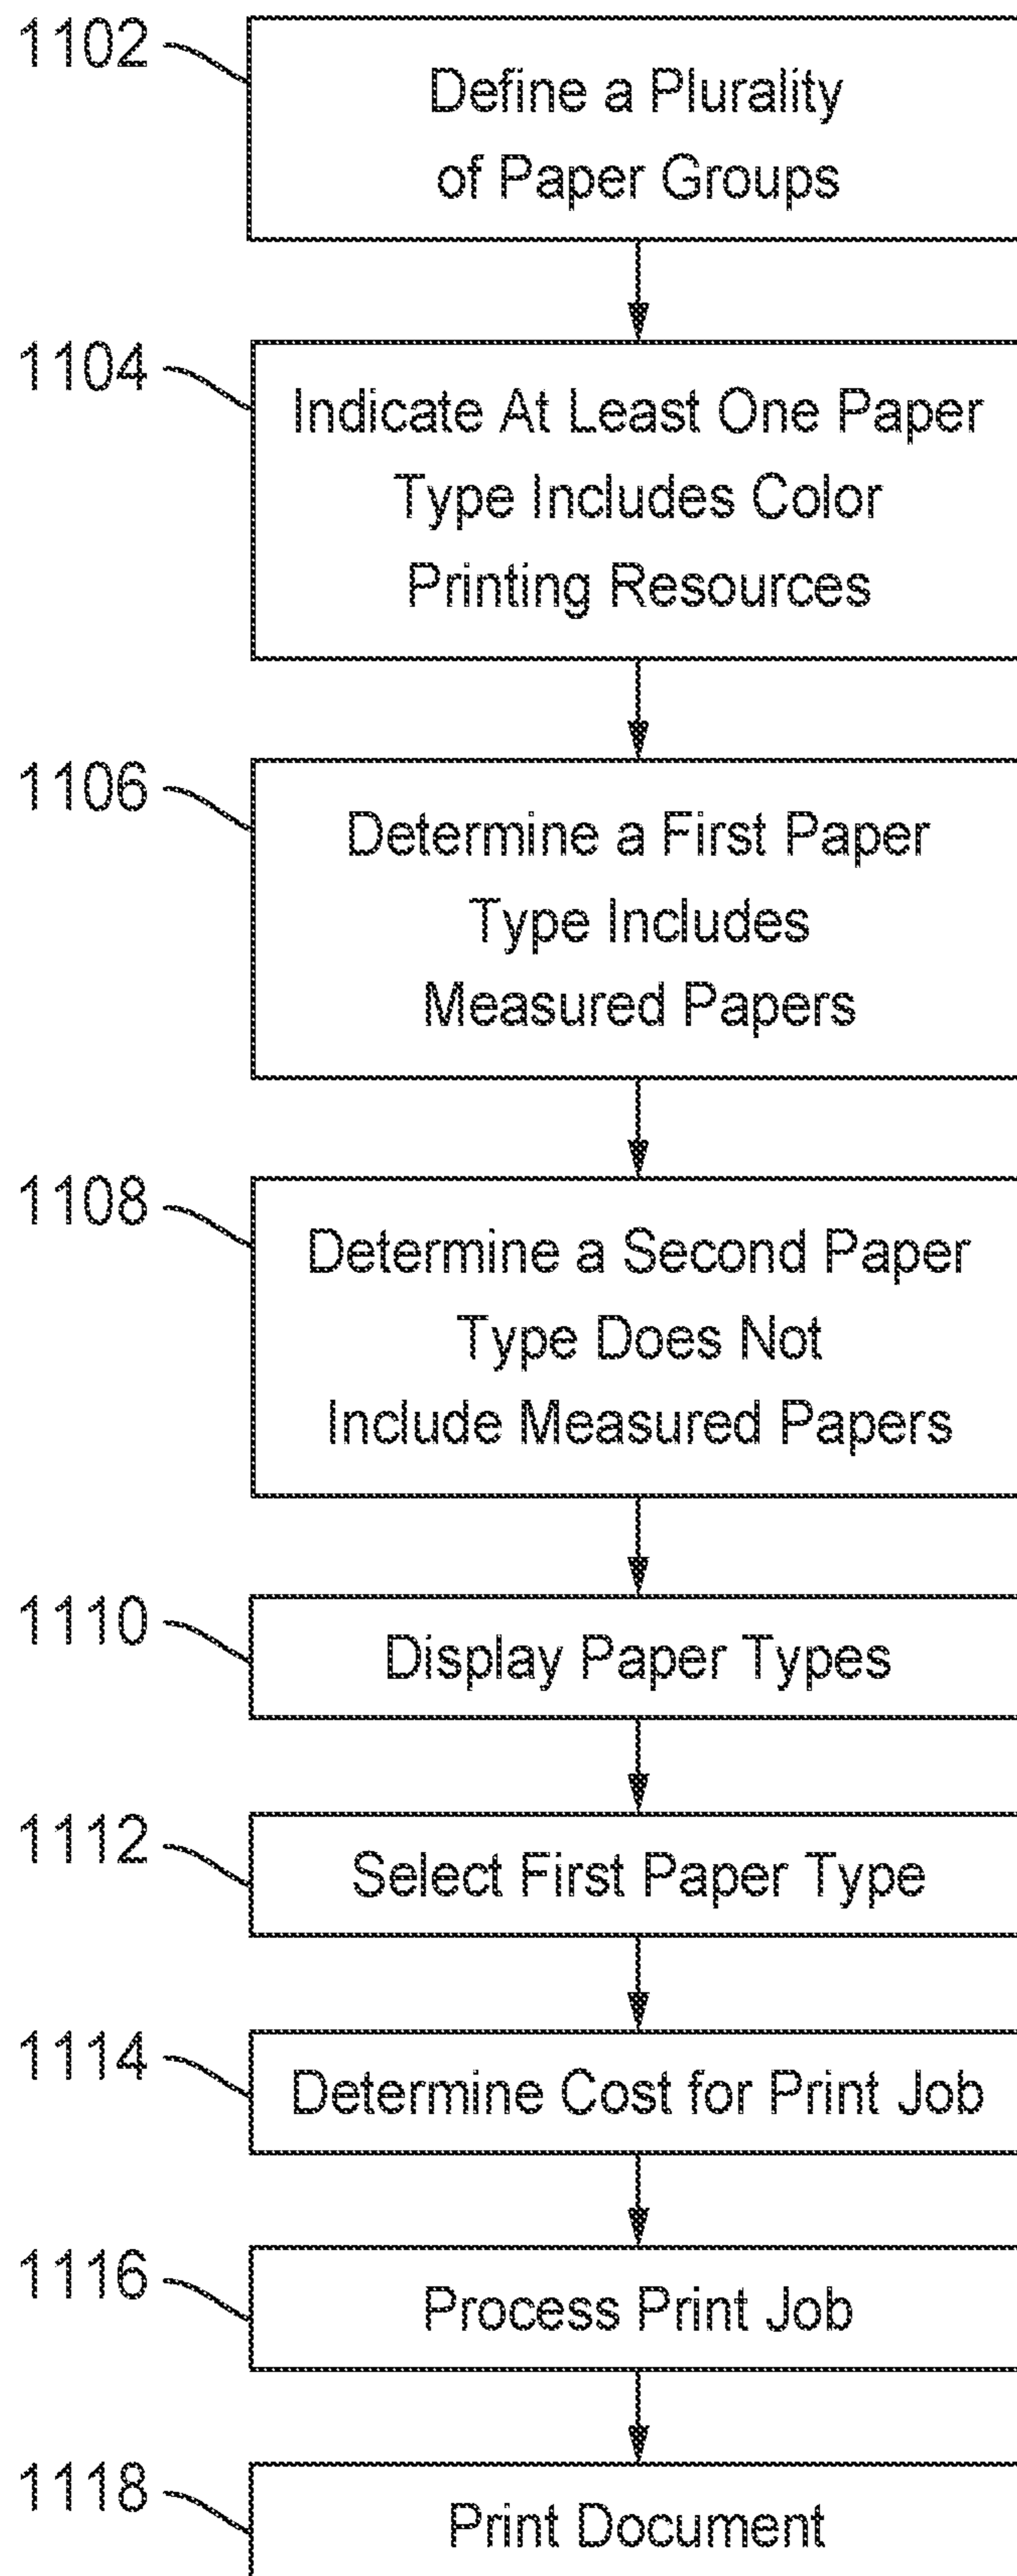 1102
Define a Plurality
of Paper Groups
1104
Indicate At Least One Paper
Type Includes Color
Printing Resources
1106
Determine a First Paper
Type Includes
Measured Papers
1108
Determine a Second Paper
Type Does Not
Include Measured Papers
1110
Display Paper Types
1112
Select First Paper Type
1114
Determine Cost for Print Job
1116
Process Print Job
1118
Print Document